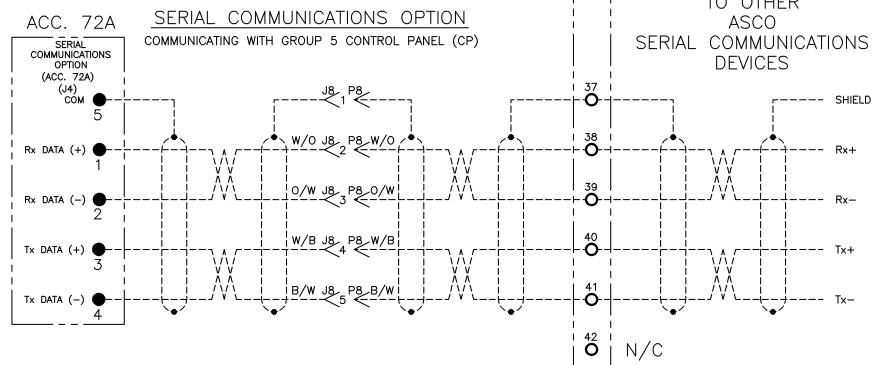 TO OTHER
ASCO
SERIAL COMMUNICATIONS
DEVICES
ACC. 72A
SERIAL COMMUNICATIONS OPTION
COMMUNICATING WITH GROUP 5 CONTROL PANEL (CP)
SERIAL
COMMUNICATIONS
OPTION
(ACC. 72A)
(J4)
COM
5
J8 1 P8
37
SHIELD
Rx DATA (+)
1
W/O J8 2 P8 W/O
38
Rx+
Rx DATA (-)
2
O/W J8 3 P8 O/W
39
Rx-
Tx DATA (+)
3
W/B J8 4 P8 W/B
40
Tx+
Tx DATA (-)
4
B/W J8 5 P8 B/W
41
Tx-
42
N/C